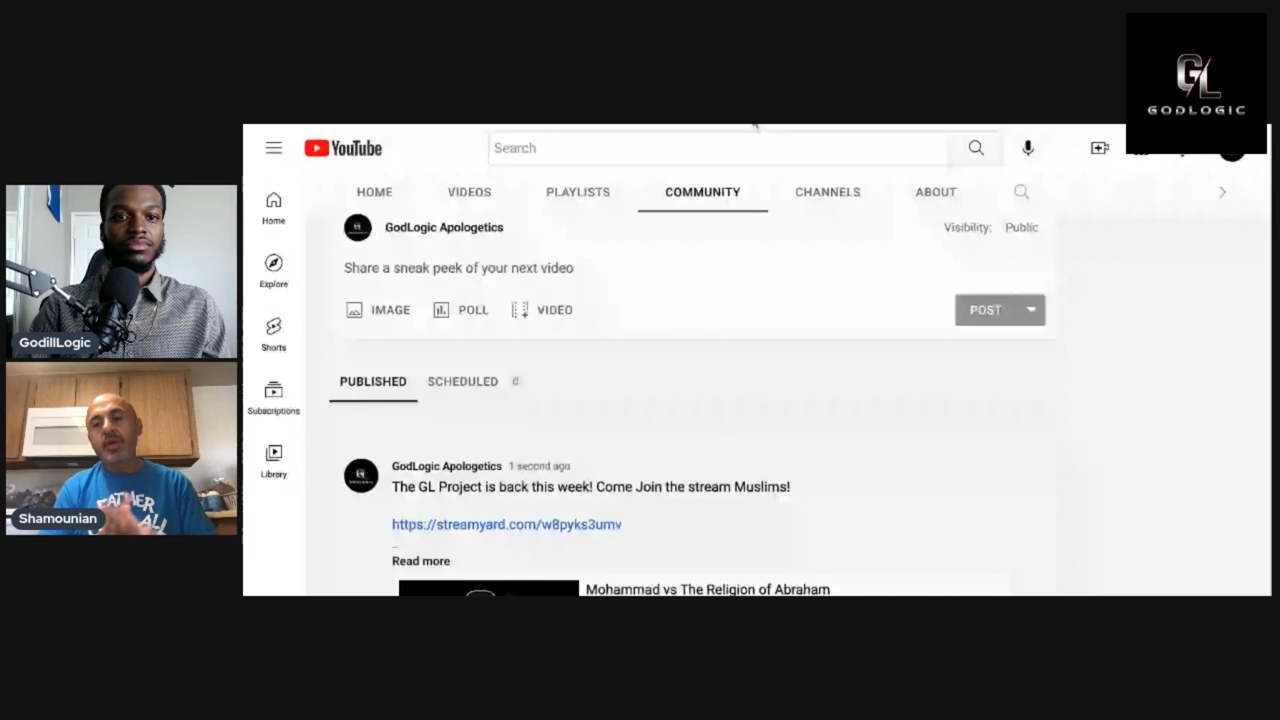 GL
GODLOGIC
YouTube
Search
HOME
VIDEOS
PLAYLISTS
COMMUNITY
CHANNELS
ABOUT
Home
Explore
Shorts
Subscriptions
Library
GodLogic Apologetics
Visibility: Public
Share a sneak peek of your next video
IMAGE
POLL
VIDEO
POST
PUBLISHED
SCHEDULED 0
GodLogic Apologetics 1 second ago
The GL Project is back this week! Come Join the stream Muslims!
https://streamyard.com/w8pyks3umv
...
Read more
Mohammad vs The Religion of Abraham
GodillLogic
FATHER
ALL
Shamounian